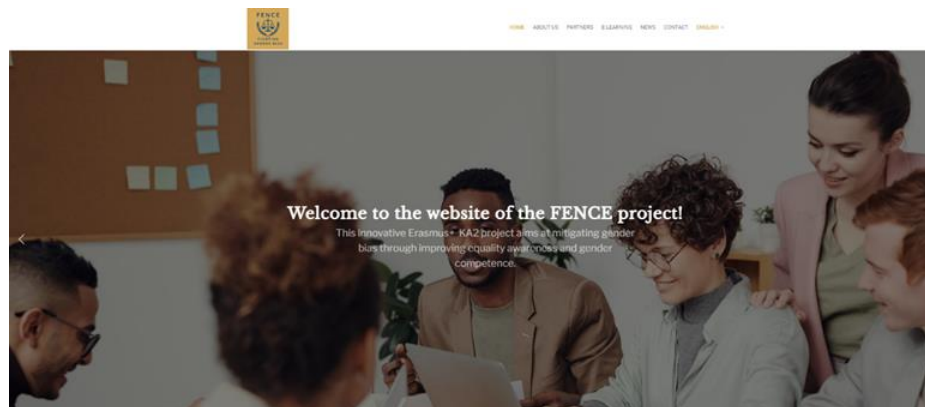 FENCE
HOME ABOUT US PARTNERS E-LEARNING NEWS CONTACT ENGLISH
Welcome to the website of the FENCE project!
This innovative Erasmus+ KA2 project aims at mitigating gender
bias through improving equality awareness and gender
competence.